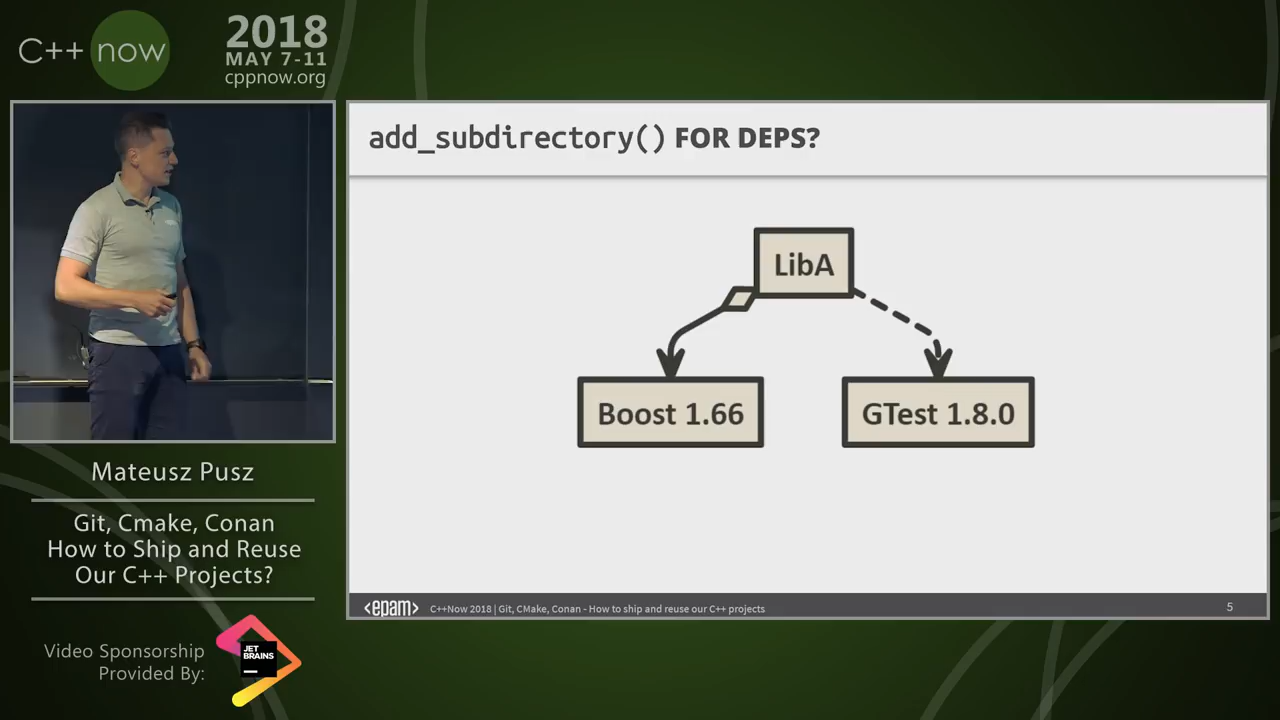 C++ now
2018
MAY 7-11
cppnow.org
add_subdirectory() FOR DEPS?
LibA
Boost 1.66
GTest 1.8.0
Mateusz Pusz
Git, Cmake, Conan
How to Ship and Reuse
Our C++ Projects?
Video Sponsorship
Provided By:
JET
BRAINS
<epam>
C++Now 2018 | Git, CMake, Conan - How to ship and reuse our C++ projects
5